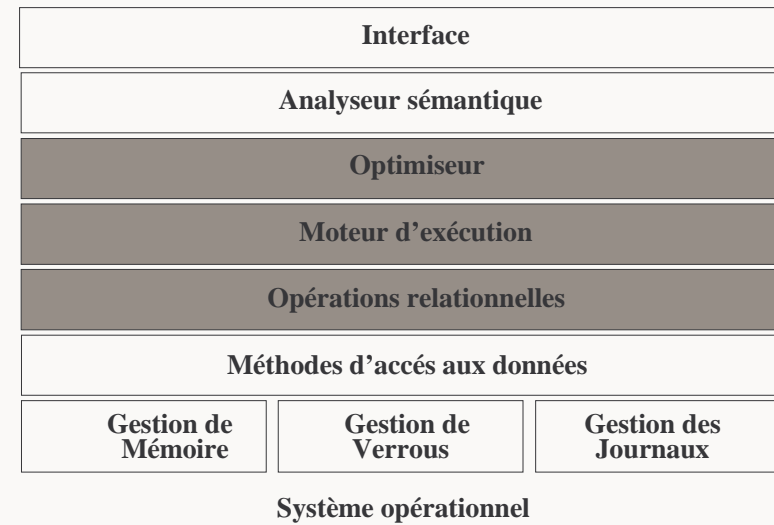 Interface
Analyseur sémantique
Optimiseur
Moteur d’exécution
Opérations relationnelles
Méthodes d’accés aux données
Gestion de
Mémoire
Gestion de
Verrous
Gestion des
Journaux
Système opérationnel